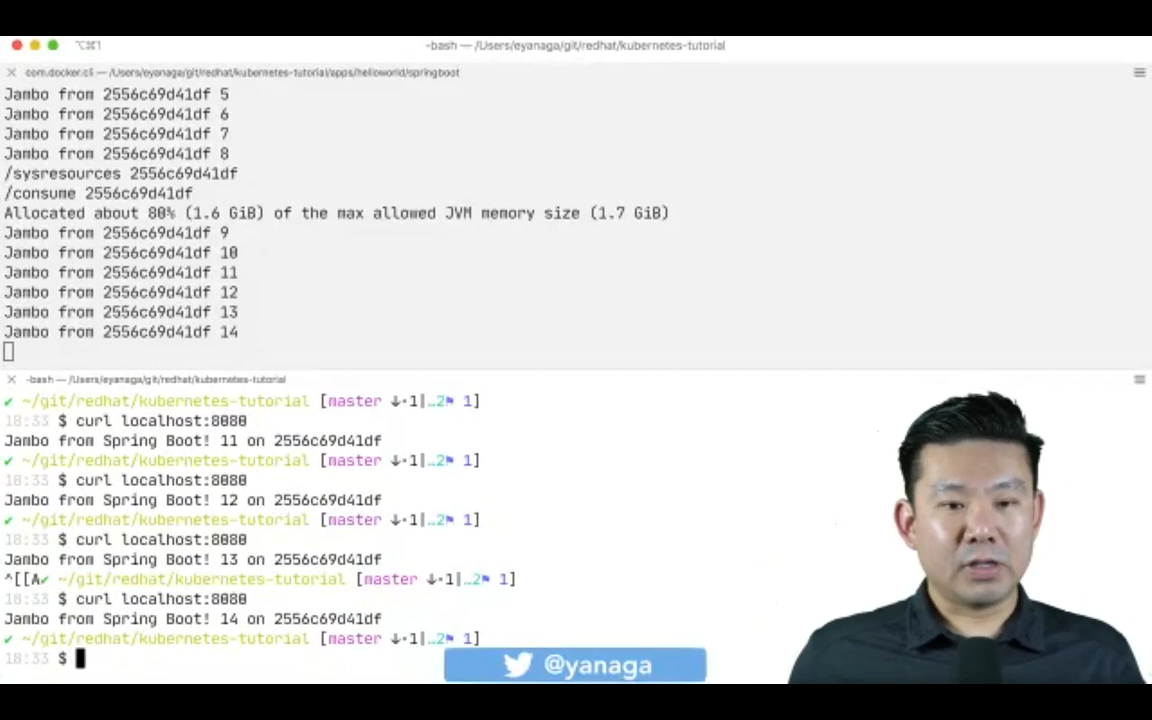 ⌥⌘1
-bash — /Users/eyanaga/git/redhat/kubernetes-tutorial
com.docker.cli — /Users/eyanaga/git/redhat/kubernetes-tutorial/apps/helloworld/springboot
Jambo from 2556c69d41df 5
Jambo from 2556c69d41df 6
Jambo from 2556c69d41df 7
Jambo from 2556c69d41df 8
/sysresources 2556c69d41df
/consume 2556c69d41df
Allocated about 80% (1.6 GiB) of the max allowed JVM memory size (1.7 GiB)
Jambo from 2556c69d41df 9
Jambo from 2556c69d41df 10
Jambo from 2556c69d41df 11
Jambo from 2556c69d41df 12
Jambo from 2556c69d41df 13
Jambo from 2556c69d41df 14
-bash — /Users/eyanaga/git/redhat/kubernetes-tutorial
✔ ~/git/redhat/kubernetes-tutorial [master ↓·1|…2⚑ 1]
18:33 $ curl localhost:8080
Jambo from Spring Boot! 11 on 2556c69d41df
✔ ~/git/redhat/kubernetes-tutorial [master ↓·1|…2⚑ 1]
18:33 $ curl localhost:8080
Jambo from Spring Boot! 12 on 2556c69d41df
✔ ~/git/redhat/kubernetes-tutorial [master ↓·1|…2⚑ 1]
18:33 $ curl localhost:8080
Jambo from Spring Boot! 13 on 2556c69d41df
^[[A✔ ~/git/redhat/kubernetes-tutorial [master ↓·1|…2⚑ 1]
18:33 $ curl localhost:8080
Jambo from Spring Boot! 14 on 2556c69d41df
✔ ~/git/redhat/kubernetes-tutorial [master ↓·1|…2⚑ 1]
18:33 $
@yanaga